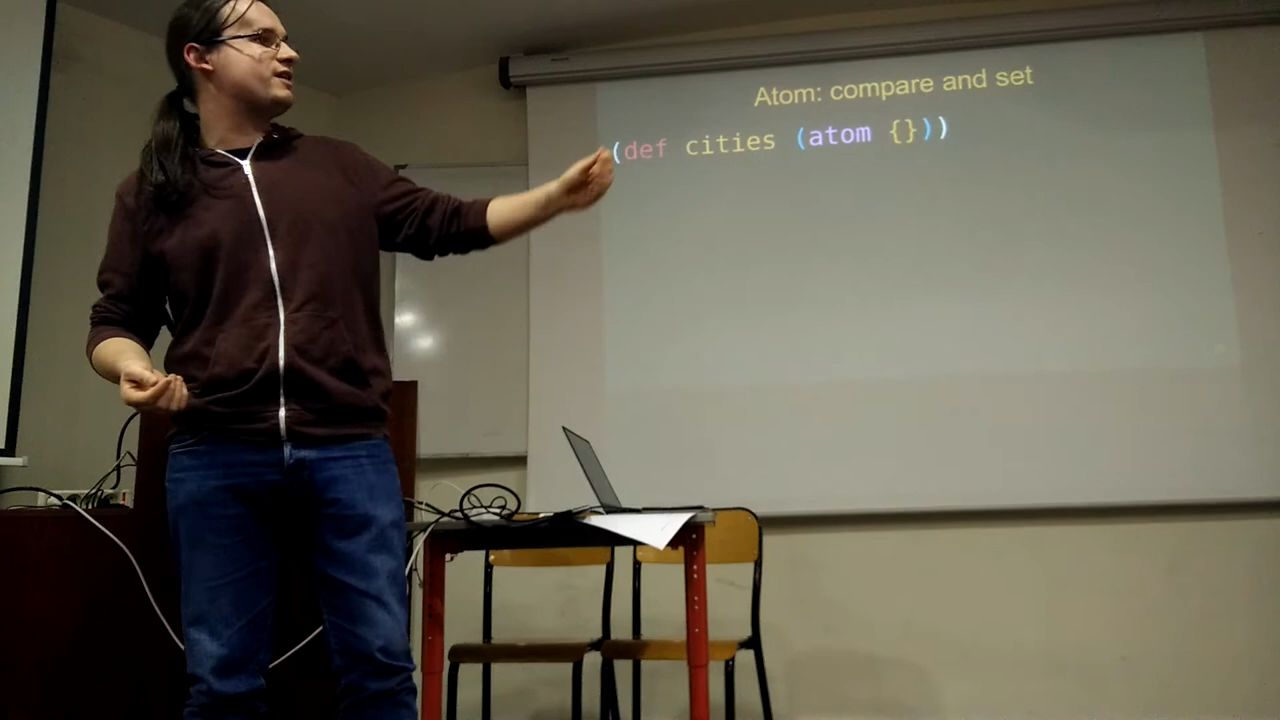 Atom: compare and set
(def cities (atom {}))